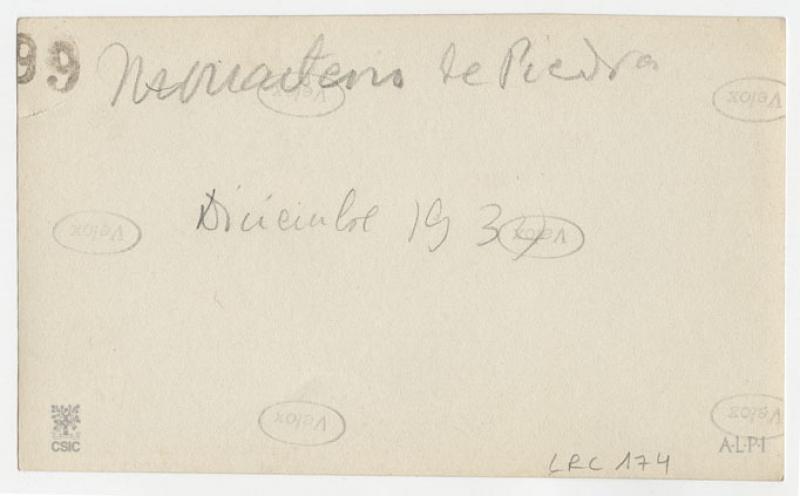 99
Monasterio de Piedra
Velox
Velox
Diciembre 1934
Velox
Velox
Velox
Velox
CSIC
A·L·P·I
LRC 174